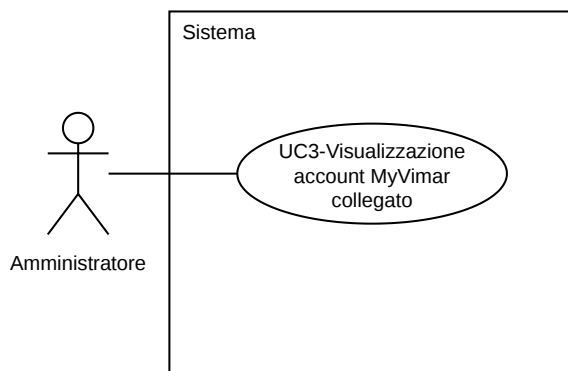 Sistema
UC3-Visualizzazione
account MyVimar
collegato
Amministratore